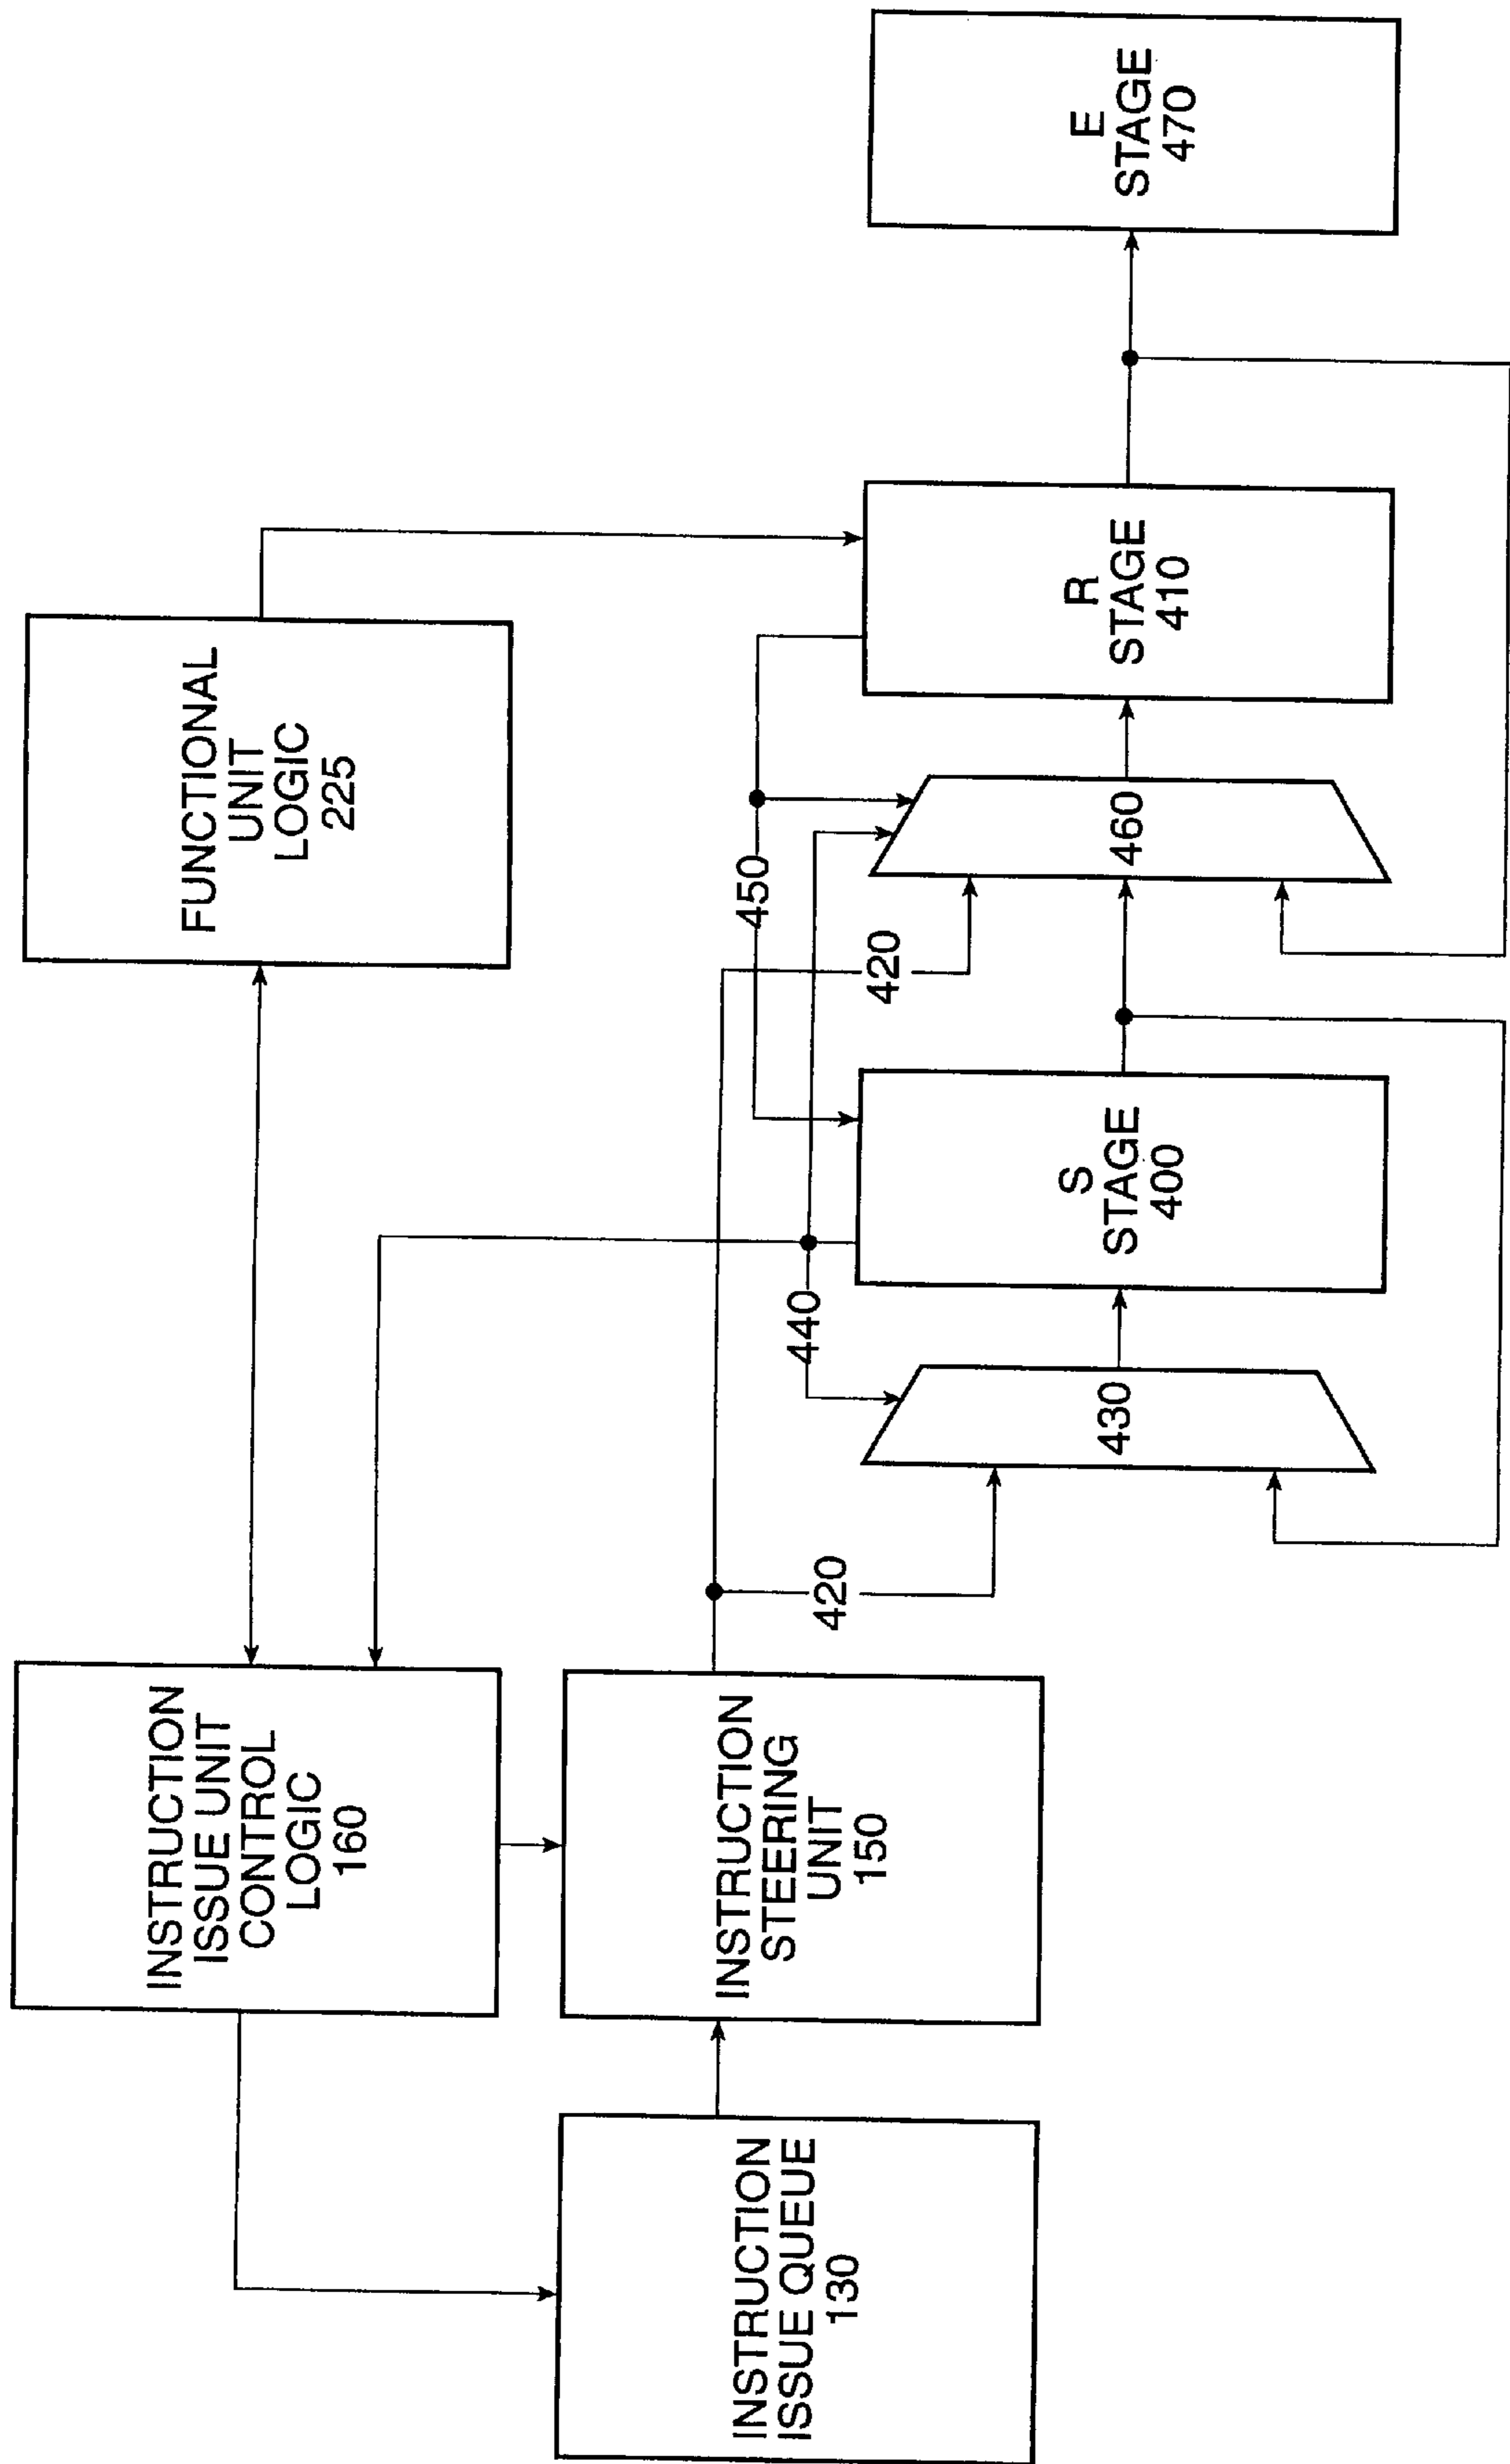 INSTRUCTION
ISSUE UNIT
CONTROL
LOGIC
160
FUNCTIONAL
UNIT
LOGIC
225
INSTRUCTION
ISSUE QUEUE
130
INSTRUCTION
STEERING
UNIT
150
420
440
450
420
430
S
STAGE
400
460
R
STAGE
410
E
STAGE
470